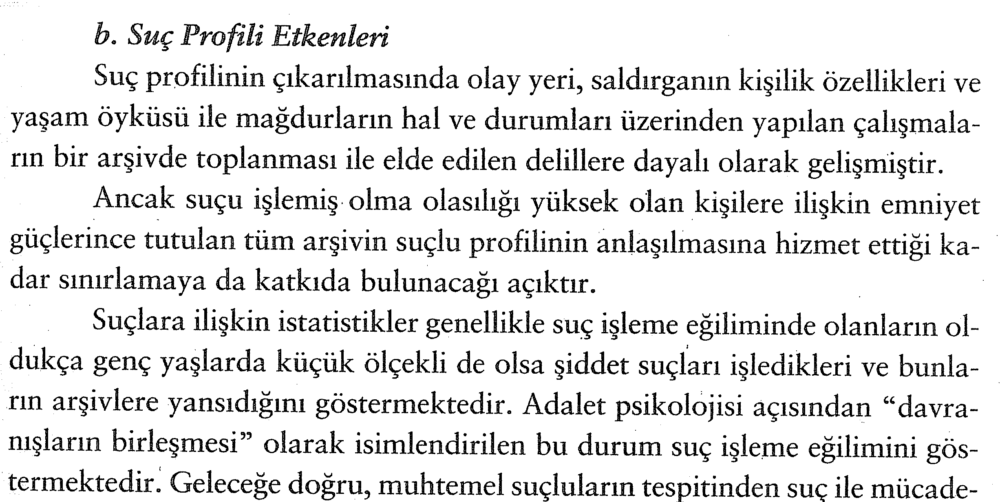 b. Suç Profili Etkenleri
Suç profilinin çıkarılmasında olay yeri, saldırganın kişilik özellikleri ve
yaşam öyküsü ile mağdurların hal ve durumları üzerinden yapılan çalışmala-
rın bir arşivde toplanması ile elde edilen delillere dayalı olarak gelişmiştir.
Ancak suçu işlemiş olma olasılığı yüksek olan kişilere ilişkin emniyet
güçlerince tutulan tüm arşivin suçlu profilinin anlaşılmasına hizmet ettiği ka-
dar sınırlamaya da katkıda bulunacağı açıktır.
Suçlara ilişkin istatistikler genellikle suç işleme eğiliminde olanların ol-
dukça genç yaşlarda küçük ölçekli de olsa şiddet suçları işledikleri ve bunla-
rın arşivlere yansıdığını göstermektedir. Adalet psikolojisi açısından “davra-
nışların birleşmesi” olarak isimlendirilen bu durum suç işleme eğilimini gös-
termektedir. Geleceğe doğru, muhtemel suçluların tespitinden suç ile mücade-